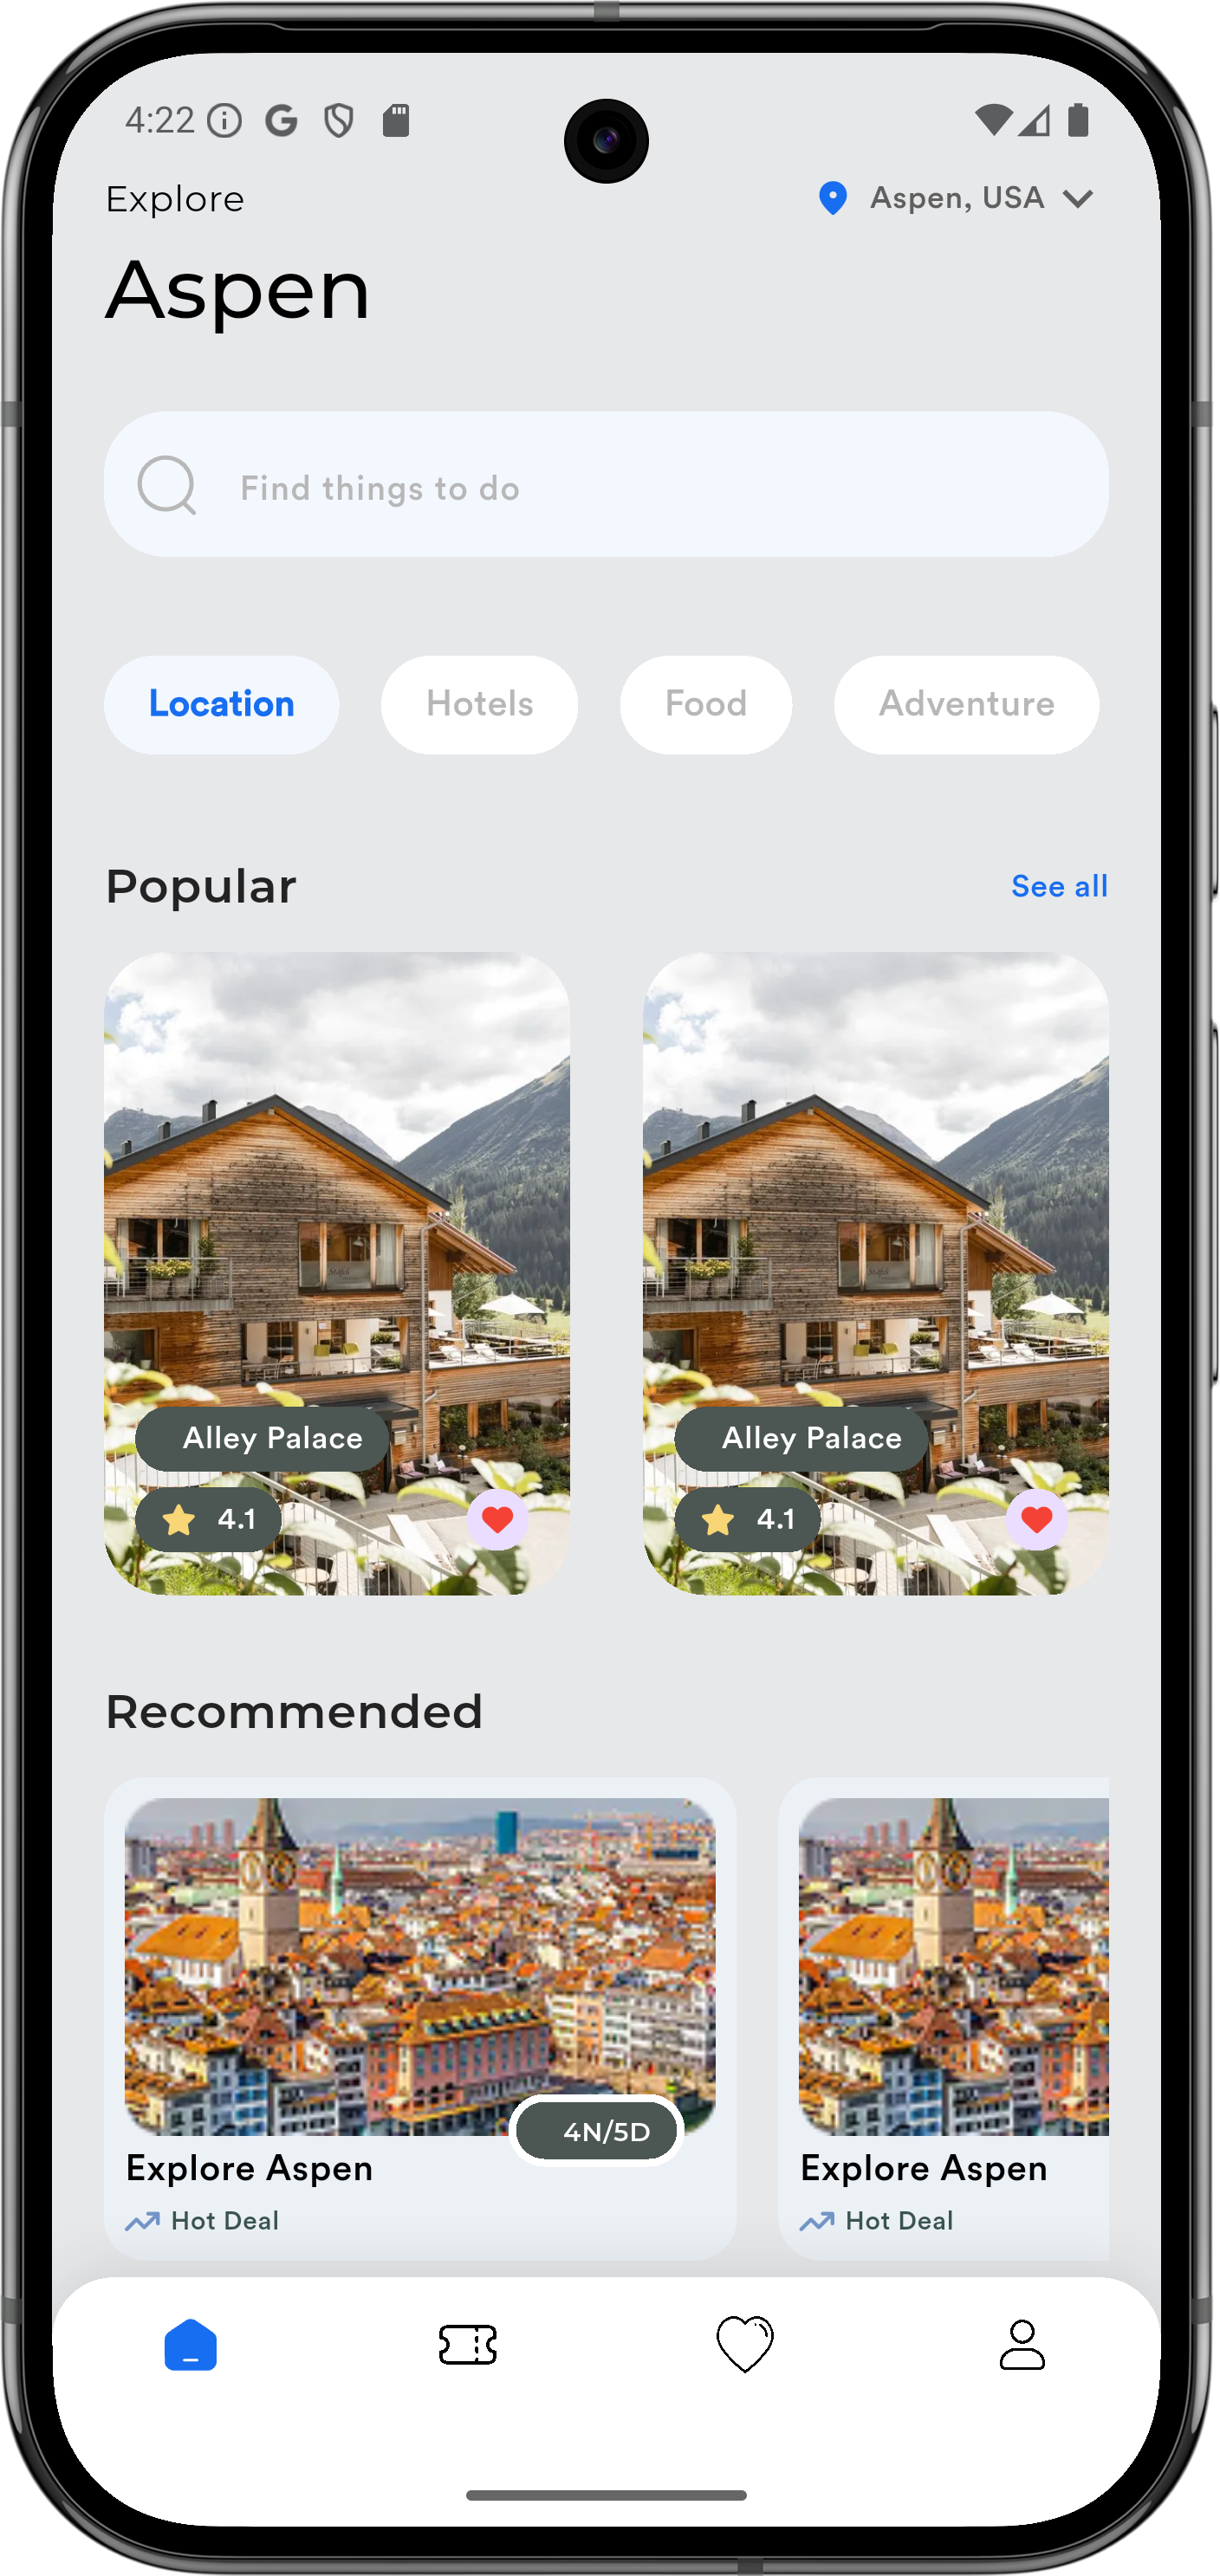 4:22
Explore
Aspen, USA
Aspen
Find things to do
Location Hotels Food Adventure
Popular
See all
Alley Palace Alley Palace
4.1 4.1
Recommended
4N/5D
Explore Aspen Explore Aspen
Hot Deal Hot Deal